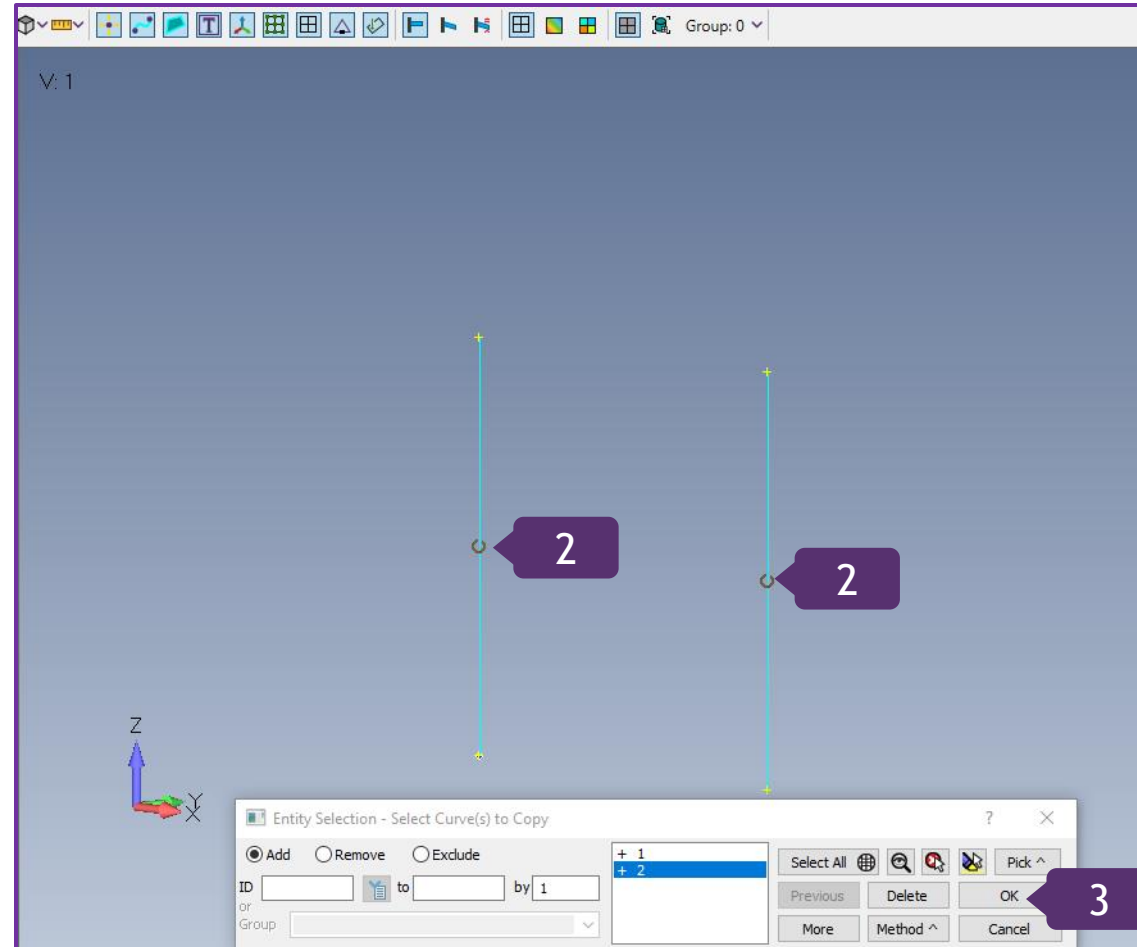 T Group: 0
V: 1
2
2
Z
Y
X
Entity Selection - Select Curve(s) to Copy ?
Add Remove Exclude
+ 1
+ 2
Select All Pick ^
ID to by 1
Previous Delete OK
3
or
Group
More Method ^ Cancel